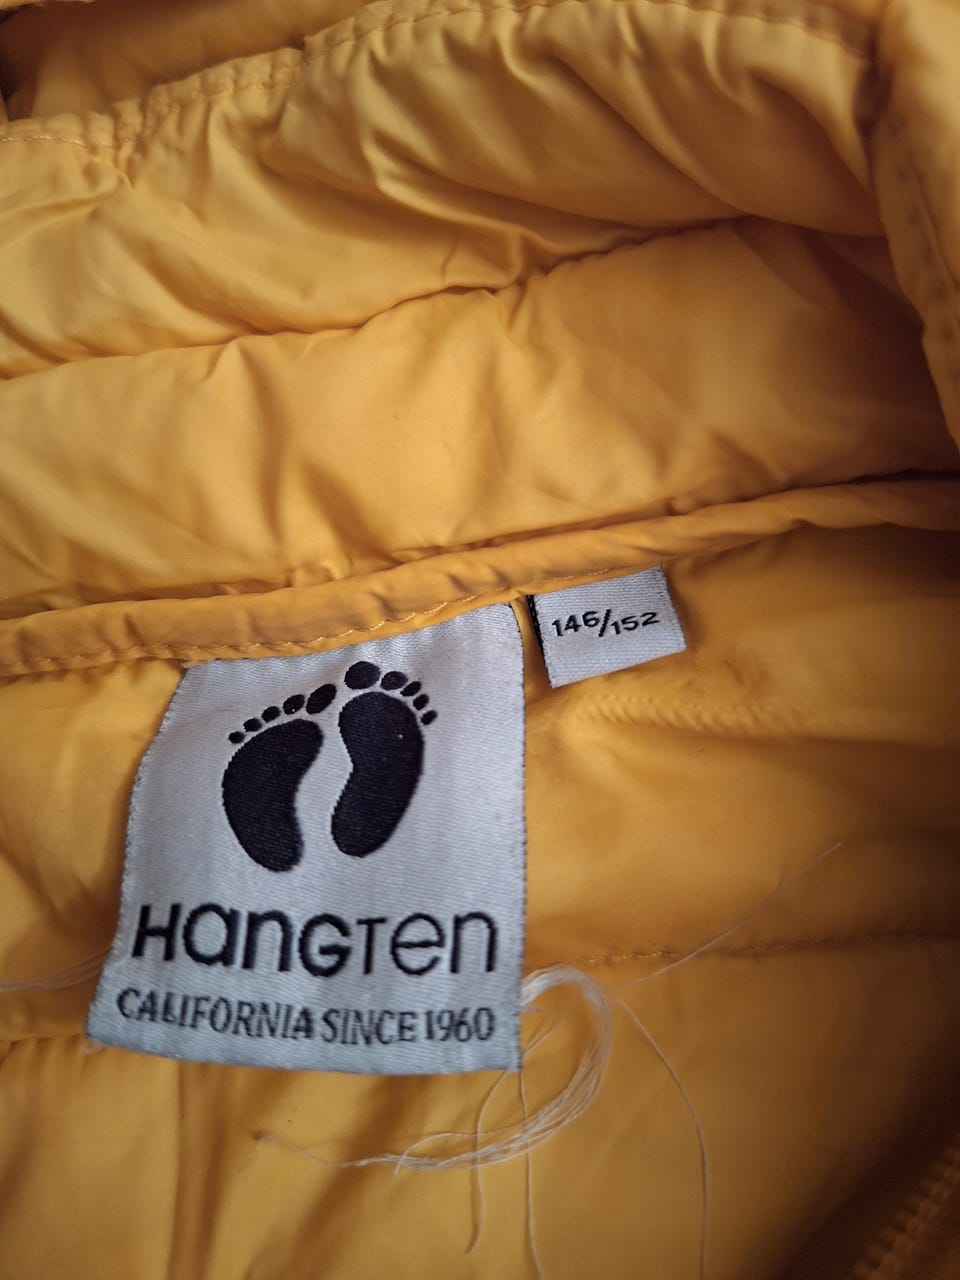 146/152
HangTen
CALIFORNIA SINCE 1960